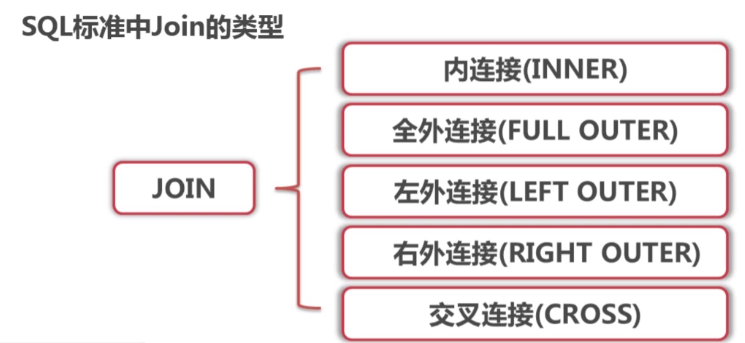 SQL标准中Join的类型
内连接(INNER)
全外连接(FULL OUTER)
JOIN
左外连接(LEFT OUTER)
右外连接(RIGHT OUTER)
交叉连接(CROSS)